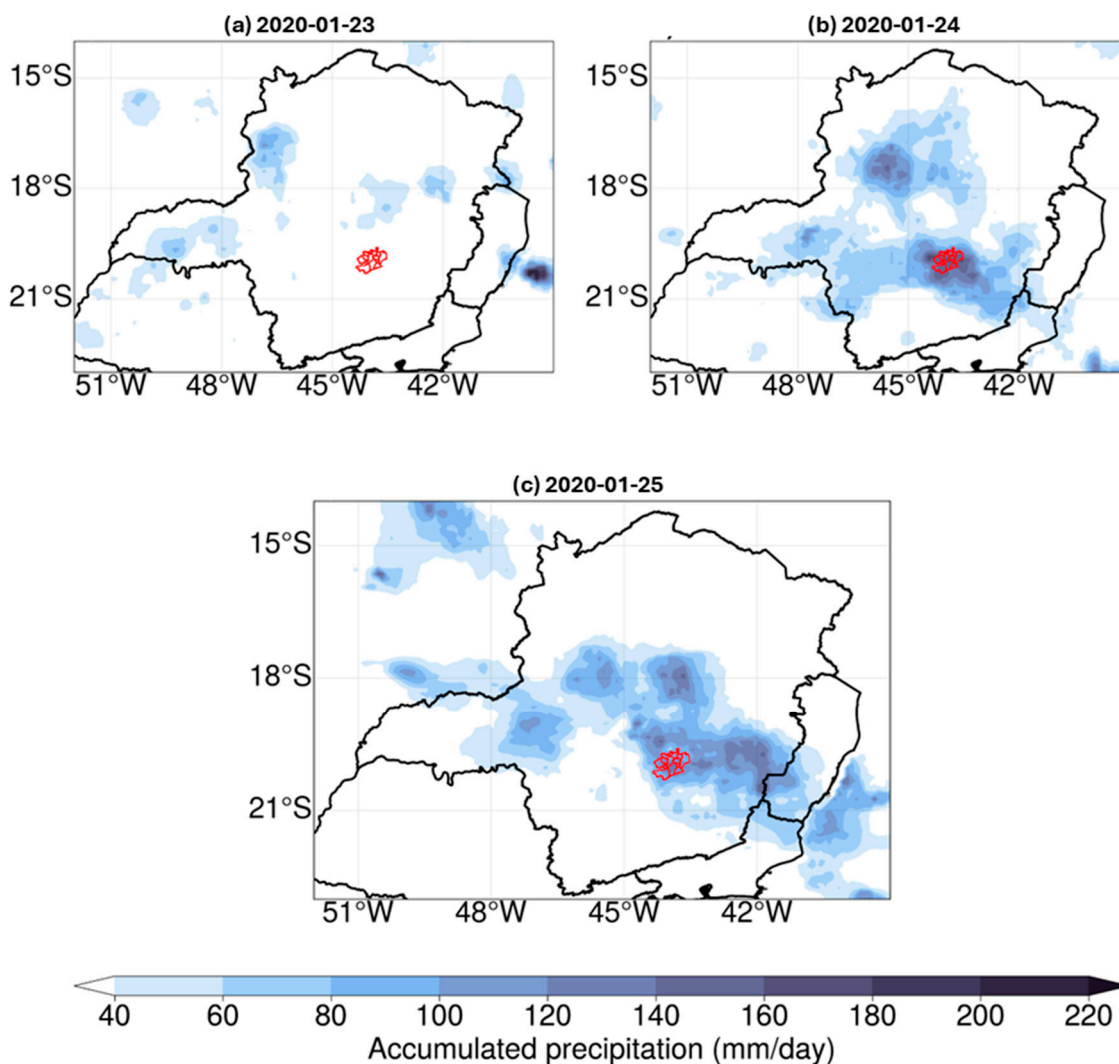 (a) 2020-01-23
(b) 2020-01-24
15°S
18°S
21°S
51°W 48°W 45°W 42°W
15°S
18°S
21°S
51°W 48°W 45°W 42°W
(c) 2020-01-25
15°S
18°S
21°S
51°W 48°W 45°W 42°W
40 60 80 100 120 140 160 180 200 220
Accumulated precipitation (mm/day)